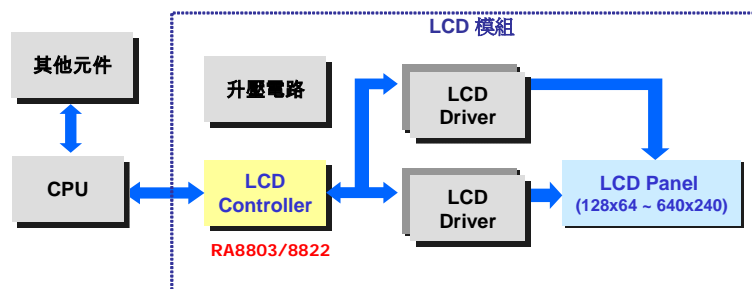 LCD 模組
其他元件
升壓電路
LCD
Driver
CPU
LCD
Controller
LCD
Driver
LCD Panel
(128x64 ~ 640x240)
RA8803/8822